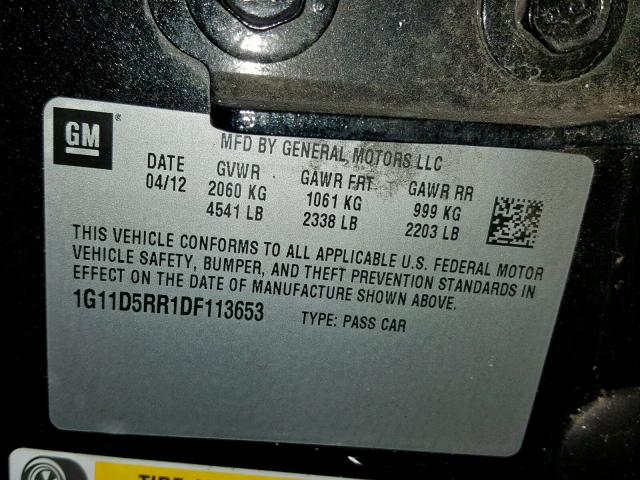 GM®
MFD BY GENERAL MOTORS LLC
DATE GVWR GAWR FRT GAWR RR
04/12 2060 KG 1061 KG 999 KG
4541 LB 2338 LB 2203 LB
THIS VEHICLE CONFORMS TO ALL APPLICABLE U.S. FEDERAL MOTOR
VEHICLE SAFETY, BUMPER, AND THEFT PREVENTION STANDARDS IN
EFFECT ON THE DATE OF MANUFACTURE SHOWN ABOVE.
1G11D5RR1DF113653 TYPE: PASS CAR
TIRE